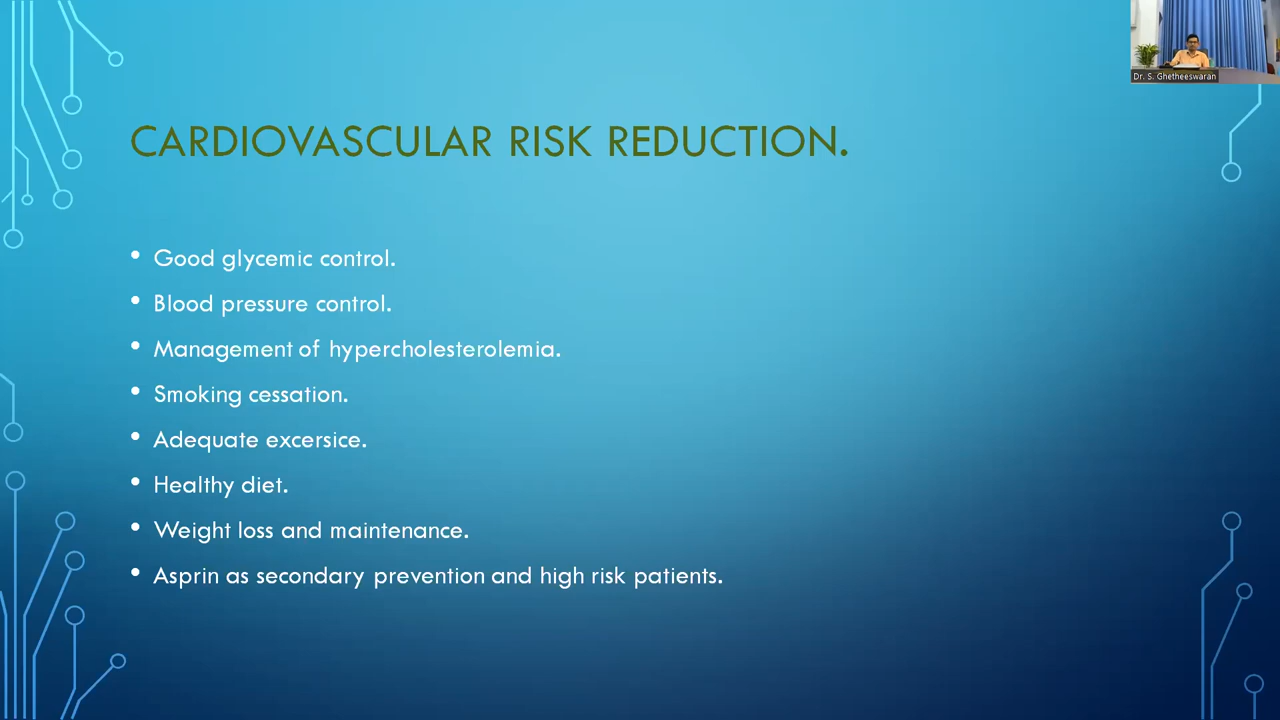 Dr. S. Ghetheeswaran
CARDIOVASCULAR RISK REDUCTION.
• Good glycemic control.
• Blood pressure control.
• Management of hypercholesterolemia.
• Smoking cessation.
• Adequate excersice.
• Healthy diet.
• Weight loss and maintenance.
• Asprin as secondary prevention and high risk patients.